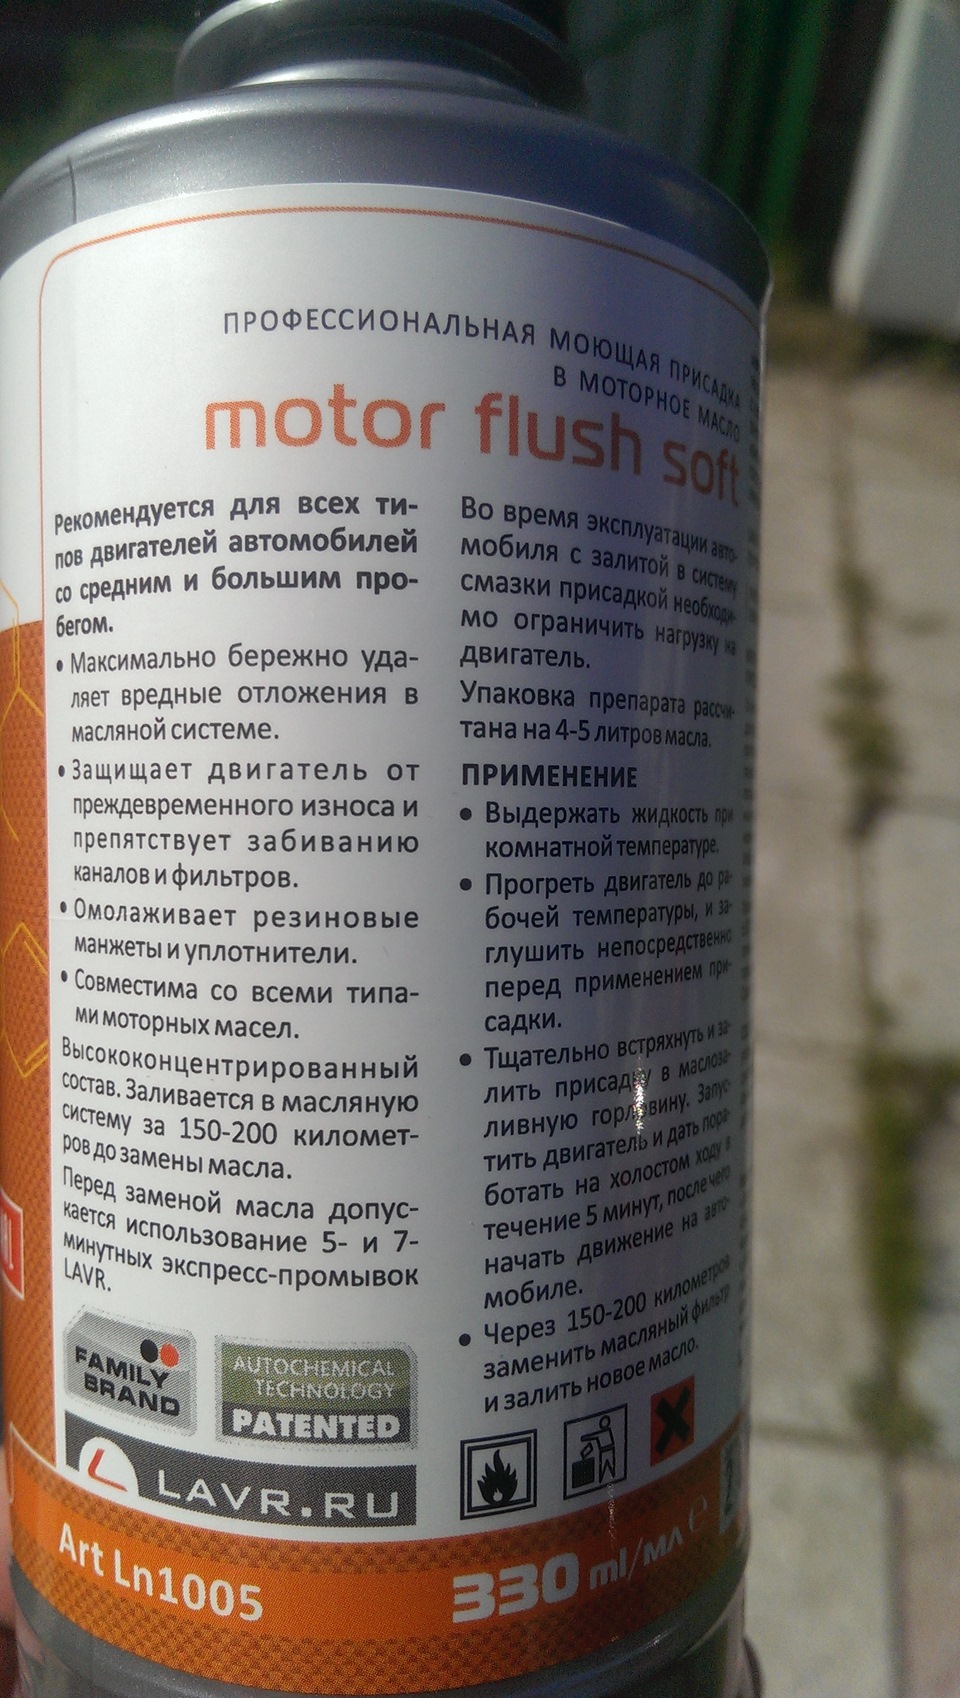 ПРОФЕССИОНАЛЬНАЯ МОЮЩАЯ ПРИСАДКА
В МОТОРНОЕ МАСЛО
motor flush soft
Рекомендуется для всех ти-
пов двигателей автомобилей
со средним и большим про-
бегом.
• Максимально бережно уда-
ляет вредные отложения в
масляной системе.
• Защищает двигатель от
преждевременного износа и
препятствует забиванию
каналов и фильтров.
• Омолаживает резиновые
манжеты и уплотнители.
• Совместима со всеми типа-
ми моторных масел.
Высококонцентрированный
состав. Заливается в масляную
систему за 150-200 километ-
ров до замены масла.
Перед заменой масла допус-
кается использование 5- и 7-
минутных экспресс-промывок
LAVR.
Во время эксплуатации авто-
мобиля с залитой в систему
смазки присадкой необходи-
мо ограничить нагрузку на
двигатель.
Упаковка препарата рассчи-
тана на 4-5 литров масла.
ПРИМЕНЕНИЕ
• Выдержать жидкость при
комнатной температуре.
• Прогреть двигатель до ра-
бочей температуры, и за-
глушить непосредственно
перед применением при-
садки.
• Тщательно встряхнуть и за-
лить присадку в маслоза-
ливную горловину. Запус-
тить двигатель и дать пора-
ботать на холостом ходу в
течение 5 минут, после чего
начать движение на авто-
мобиле.
• Через 150-200 километров
заменить масляный фильтр
и залить новое масло.
FAMILY
BRAND
AUTOCHEMICAL
TECHNOLOGY
PATENTED
LAVR.RU
Art Ln1005
330 ml/мл e